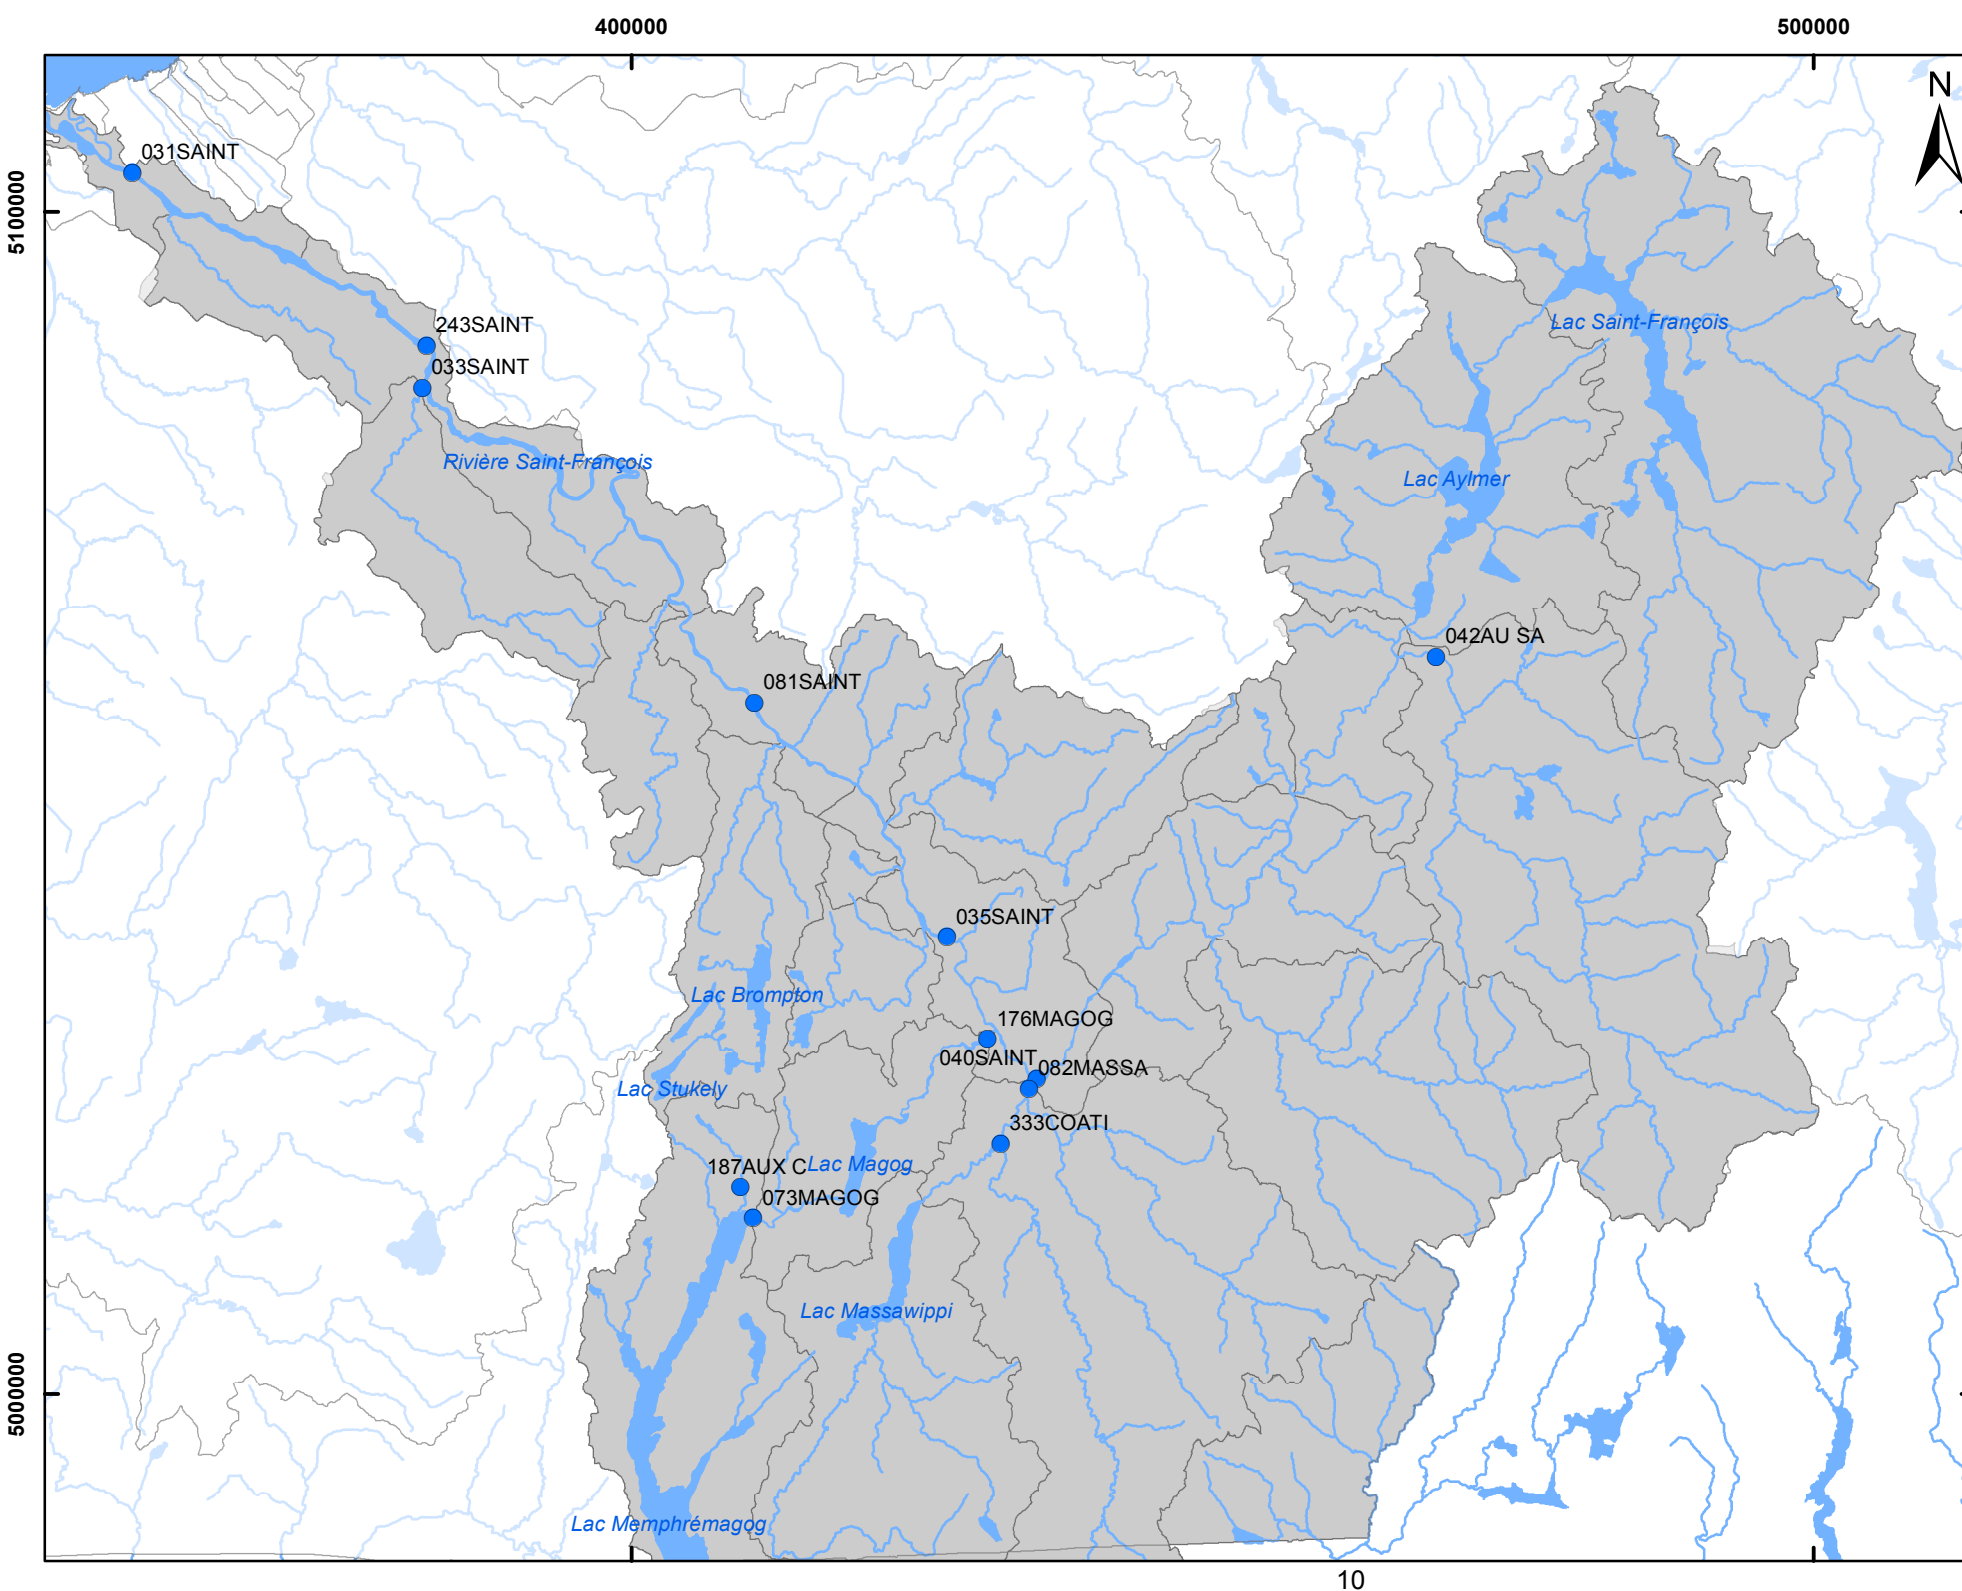 400000
500000
N
031SAINT
5100000
243SAINT
Lac Saint-François
033SAINT
Rivière Saint-François
Lac Aylmer
042AU SA
081SAINT
035SAINT
Lac Brompton
176MAGOG
040SAINT
082MASSA
Lac Stukely
333COATI
187AUX C
Lac Magog
073MAGOG
Lac Massawippi
5000000
Lac Memphrémagog
10